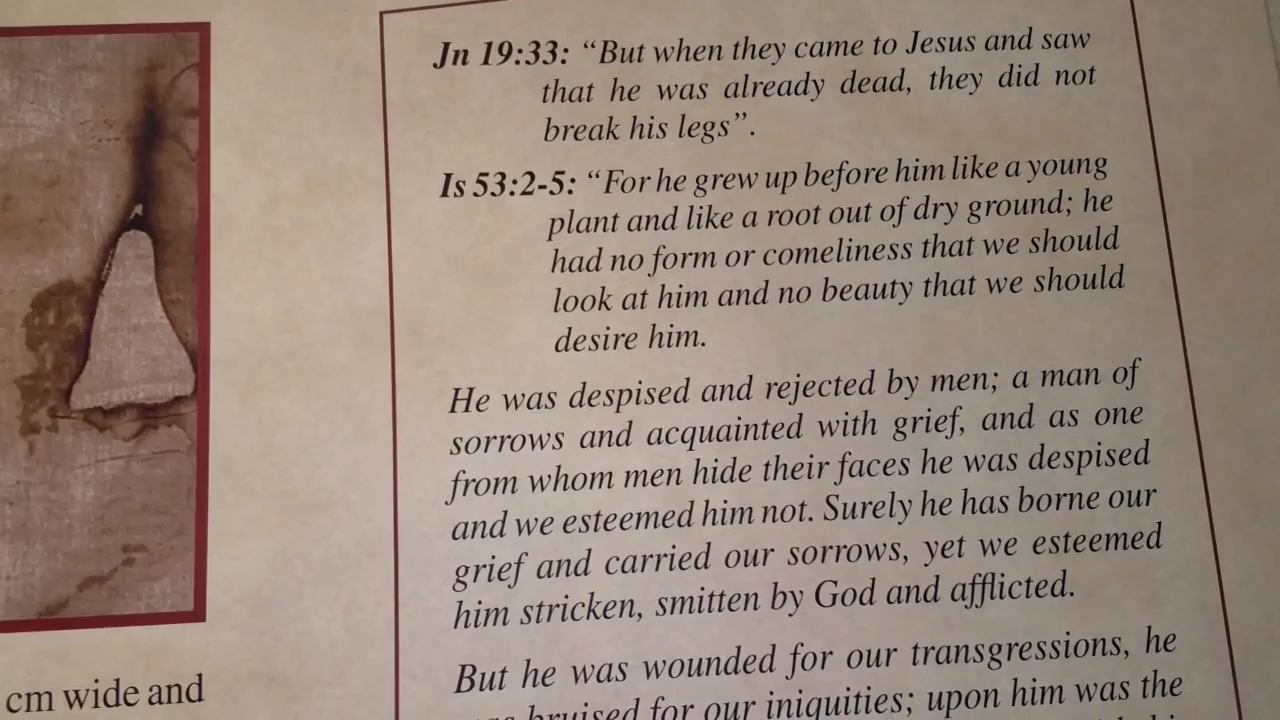 Jn 19:33: “But when they came to Jesus and saw
that he was already dead, they did not
break his legs”.
Is 53:2-5: “For he grew up before him like a young
plant and like a root out of dry ground; he
had no form or comeliness that we should
look at him and no beauty that we should
desire him.
He was despised and rejected by men; a man of
sorrows and acquainted with grief, and as one
from whom men hide their faces he was despised
and we esteemed him not. Surely he has borne our
grief and carried our sorrows, yet we esteemed
him stricken, smitten by God and afflicted.
But he was wounded for our transgressions, he
bruised for our iniquities; upon him was the
cm wide and